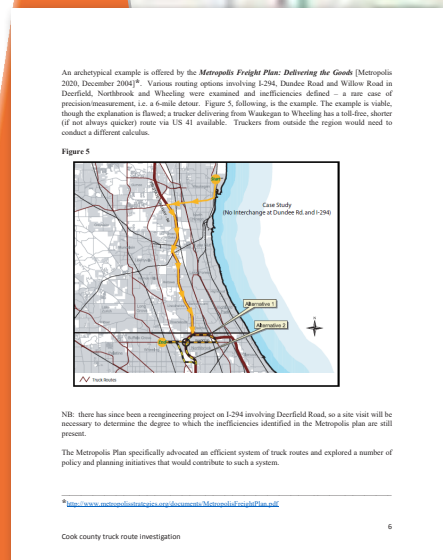 An archetypical example is offered by the Metropolis Freight Plan: Delivering the Goods [Metropolis
2020, December 2004]*. Various routing options involving I-294, Dundee Road and Willow Road in
Deerfield, Northbrook and Wheeling were examined and inefficiencies defined – a rare case of
precision/measurement, i.e. a 6-mile detour. Figure 5, following, is the example. The example is viable,
though the explanation is flawed; a trucker delivering from Waukegan to Wheeling has a toll-free, shorter
(if not always quicker) route via US 41 available. Truckers from outside the region would need to
conduct a different calculus.
Figure 5
Case Study
(No Interchange at Dundee Rd. and I-294)
Alternative 1
Alternative 2
Truck Routes
NB: there has since been a reengineering project on I-294 involving Deerfield Road, so a site visit will be
necessary to determine the degree to which the inefficiencies identified in the Metropolis plan are still
present.
The Metropolis Plan specifically advocated an efficient system of truck routes and explored a number of
policy and planning initiatives that would contribute to such a system.
*http://www.metropolisstrategies.org/documents/MetropolisFreightPlan.pdf
6
Cook county truck route investigation